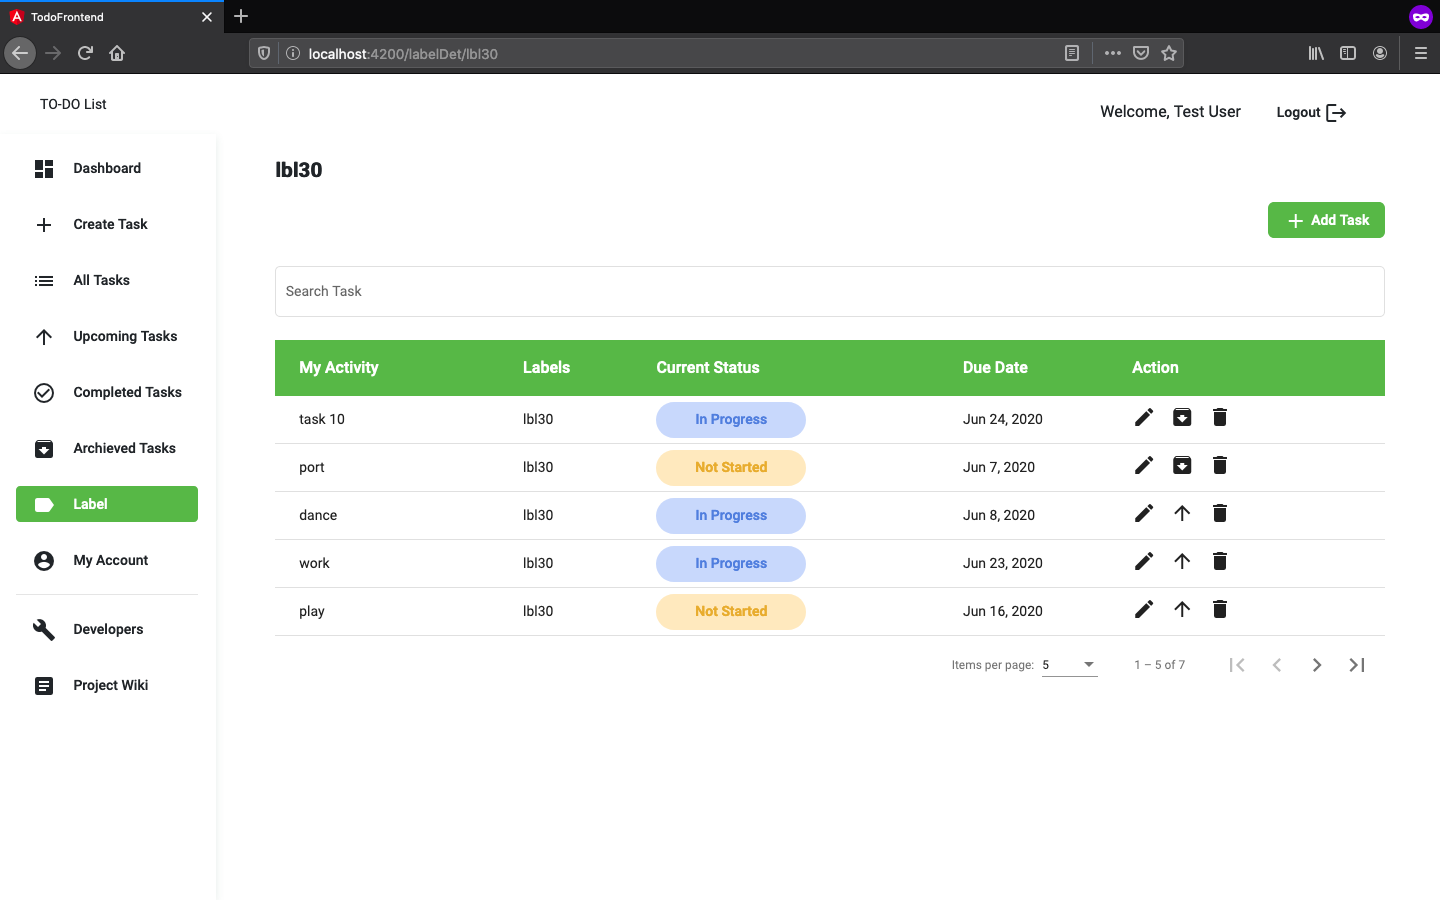 TodoFrontend
localhost:4200/labelDet/lbl30
TO-DO List
Welcome, Test User
Logout
Dashboard
Create Task
All Tasks
Upcoming Tasks
Completed Tasks
Archieved Tasks
Label
My Account
Developers
Project Wiki
lbl30
Add Task
Search Task
My Activity Labels Current Status Due Date Action
task 10 lbl30 In Progress Jun 24, 2020
port lbl30 Not Started Jun 7, 2020
dance lbl30 In Progress Jun 8, 2020
work lbl30 In Progress Jun 23, 2020
play lbl30 Not Started Jun 16, 2020
Items per page: 5 1 – 5 of 7